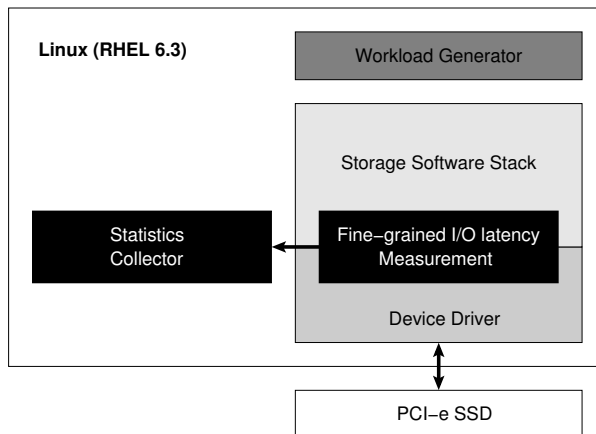 Linux (RHEL 6.3)
Workload Generator
Storage Software Stack
Statistics
Collector
Fine−grained I/O latency
Measurement
Device Driver
PCI−e SSD